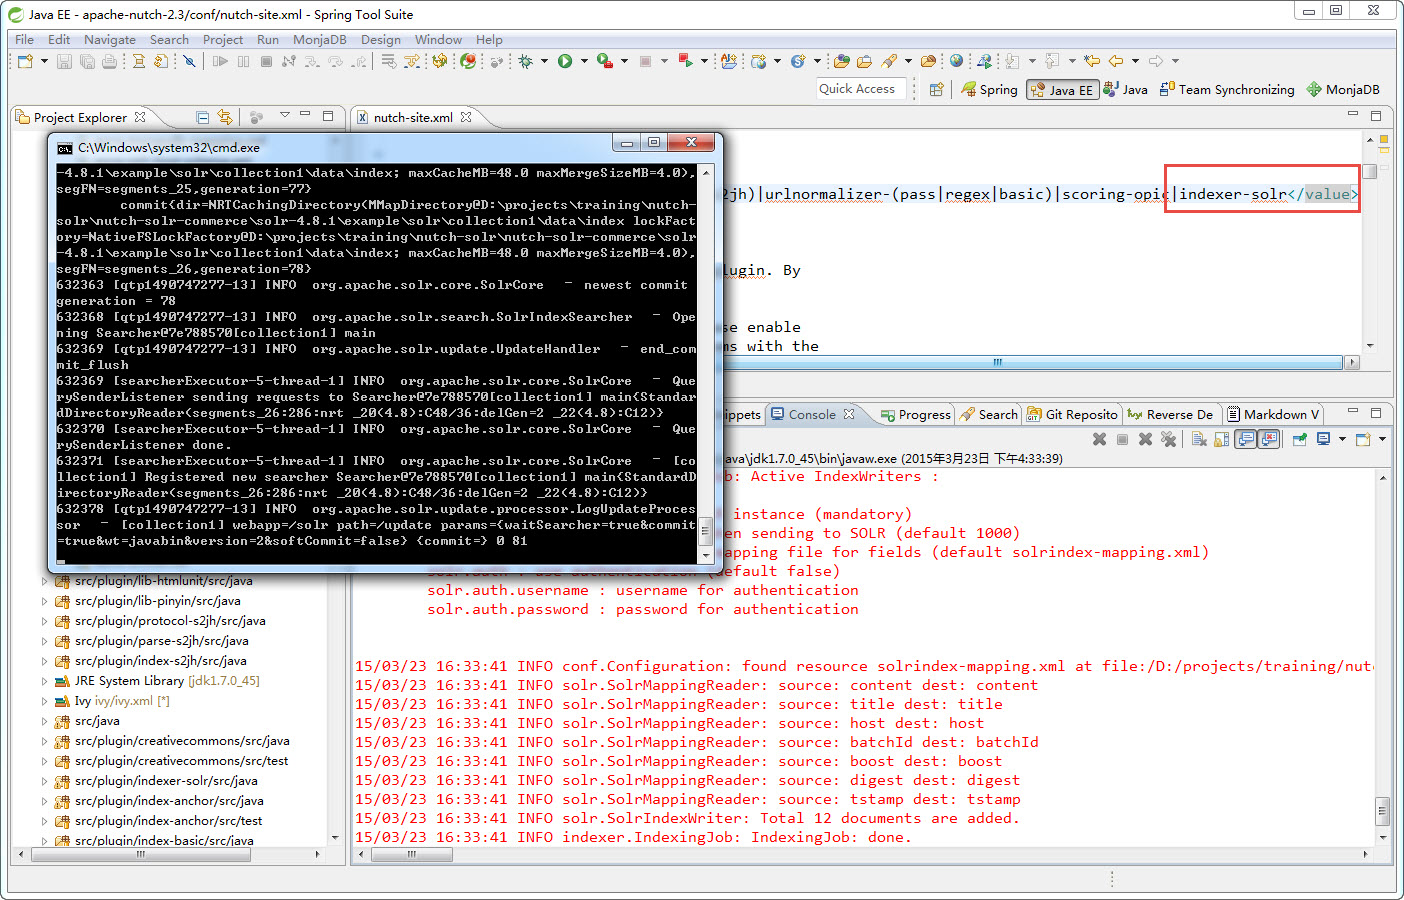 Java EE - apache-nutch-2.3/conf/nutch-site.xml - Spring Tool Suite
File Edit Navigate Search Project Run MonjaDB Design Window Help
Quick Access
Spring Java EE Java Team Synchronizing MonjaDB
Project Explorer
nutch-site.xml
C:\Windows\system32\cmd.exe
-4.8.1\example\solr\collection1\data\index; maxCacheMB=48.0 maxMergeSizeMB=4.0),
segFN=segments_25,generation=77}
commit{dir=NRTCachingDirectory(MMapDirectory@D:\projects\training\nutch-
solr\nutch-solr-commerce\solr-4.8.1\example\solr\collection1\data\index lockFact
ory=NativeFSLockFactory@D:\projects\training\nutch-solr\nutch-solr-commerce\solr
-4.8.1\example\solr\collection1\data\index; maxCacheMB=48.0 maxMergeSizeMB=4.0),
segFN=segments_26,generation=78}
632363 [qtp1490747277-13] INFO  org.apache.solr.core.SolrCore  – newest commit
generation = 78
632368 [qtp1490747277-13] INFO  org.apache.solr.search.SolrIndexSearcher  – Ope
ning Searcher@7e788570[collection1] main
632369 [qtp1490747277-13] INFO  org.apache.solr.update.UpdateHandler  – end_com
mit_flush
632369 [searcherExecutor-5-thread-1] INFO  org.apache.solr.core.SolrCore  – Que
rySenderListener sending requests to Searcher@7e788570[collection1] main{Standar
dDirectoryReader(segments_26:286:nrt _20(4.8):C48/36:delGen=2 _22(4.8):C12)}
632370 [searcherExecutor-5-thread-1] INFO  org.apache.solr.core.SolrCore  – Que
rySenderListener done.
632371 [searcherExecutor-5-thread-1] INFO  org.apache.solr.core.SolrCore  – [co
llection1] Registered new searcher Searcher@7e788570[collection1] main{StandardD
irectoryReader(segments_26:286:nrt _20(4.8):C48/36:delGen=2 _22(4.8):C12)}
632378 [qtp1490747277-13] INFO  org.apache.solr.update.processor.LogUpdateProces
sor  – [collection1] webapp=/solr path=/update params={waitSearcher=true&commit
=true&wt=javabin&version=2&softCommit=false} {commit=} 0 81
2jh)|urlnormalizer-(pass|regex|basic)|scoring-opic|indexer-solr</value>
lugin. By
se enable
ms with the
src/plugin/lib-htmlunit/src/java
src/plugin/lib-pinyin/src/java
src/plugin/protocol-s2jh/src/java
src/plugin/parse-s2jh/src/java
src/plugin/index-s2jh/src/java
JRE System Library [jdk1.7.0_45]
Ivy ivy/ivy.xml [*]
src/java
src/plugin/creativecommons/src/java
src/plugin/creativecommons/src/test
src/plugin/indexer-solr/src/java
src/plugin/index-anchor/src/java
src/plugin/index-anchor/src/test
src/plugin/index-basic/src/java
ippets Console Progress Search Git Reposito Reverse De Markdown V
ava\jdk1.7.0_45\bin\javaw.exe (2015年3月23日 下午4:33:39)
b: Active IndexWriters :
instance (mandatory)
en sending to SOLR (default 1000)
apping file for fields (default solrindex-mapping.xml)
solr.auth : use authentication (default false)
solr.auth.username : username for authentication
solr.auth.password : password for authentication
15/03/23 16:33:41 INFO conf.Configuration: found resource solrindex-mapping.xml at file:/D:/projects/training/nutc
15/03/23 16:33:41 INFO solr.SolrMappingReader: source: content dest: content
15/03/23 16:33:41 INFO solr.SolrMappingReader: source: title dest: title
15/03/23 16:33:41 INFO solr.SolrMappingReader: source: host dest: host
15/03/23 16:33:41 INFO solr.SolrMappingReader: source: batchId dest: batchId
15/03/23 16:33:41 INFO solr.SolrMappingReader: source: boost dest: boost
15/03/23 16:33:41 INFO solr.SolrMappingReader: source: digest dest: digest
15/03/23 16:33:41 INFO solr.SolrMappingReader: source: tstamp dest: tstamp
15/03/23 16:33:41 INFO solr.SolrIndexWriter: Total 12 documents are added.
15/03/23 16:33:41 INFO indexer.IndexingJob: IndexingJob: done.